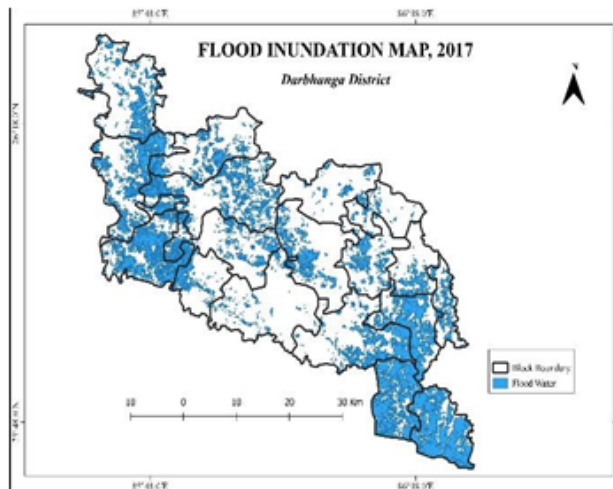 FLOOD INUNDATION MAP, 2017
Darbhanga District
N
Block Boundary
Flood Water
10 0 10 20 30 Km